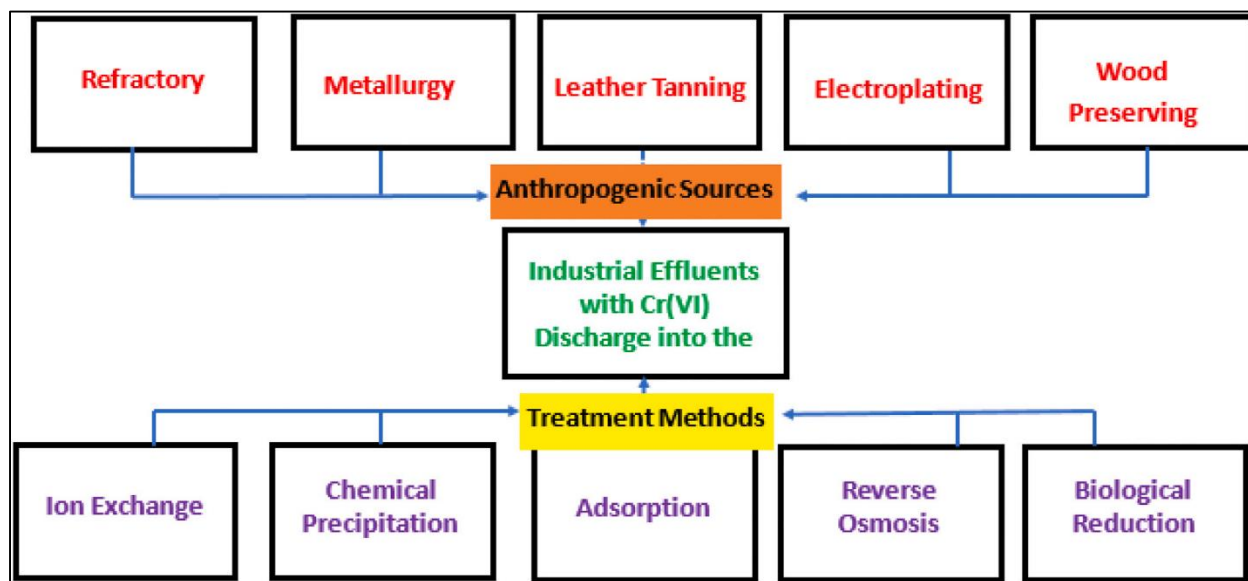 Refractory
Metallurgy
Leather Tanning
Electroplating
Wood
Preserving
Anthropogenic Sources
Industrial Effluents
with Cr(VI)
Discharge into the
Treatment Methods
Ion Exchange
Chemical
Precipitation
Adsorption
Reverse
Osmosis
Biological
Reduction